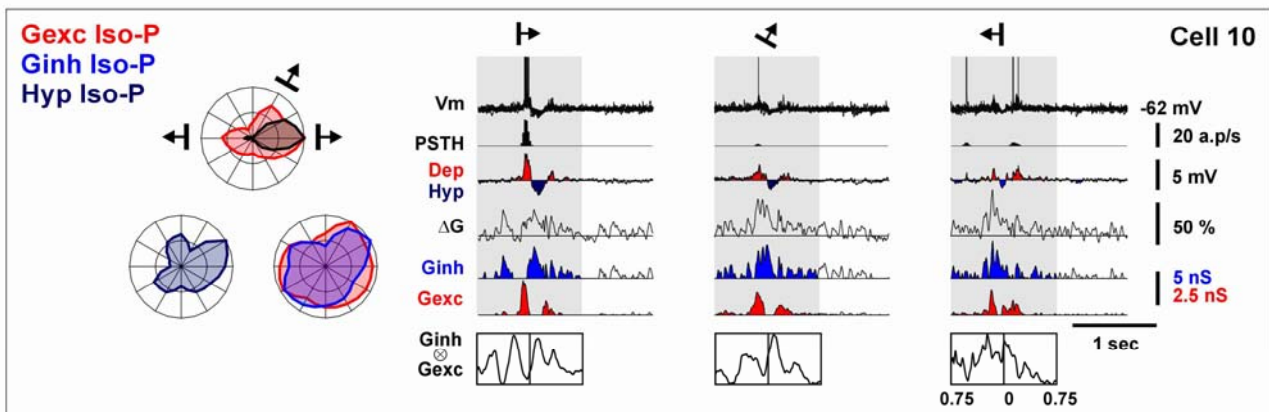 Gexc Iso-P
Ginh Iso-P
Hyp Iso-P
Cell 10
Vm
-62 mV
PSTH
20 a.p/s
Dep
Hyp
5 mV
ΔG
50 %
Ginh
5 nS
Gexc
2.5 nS
1 sec
Ginh
⊗
Gexc
0.75 0 0.75